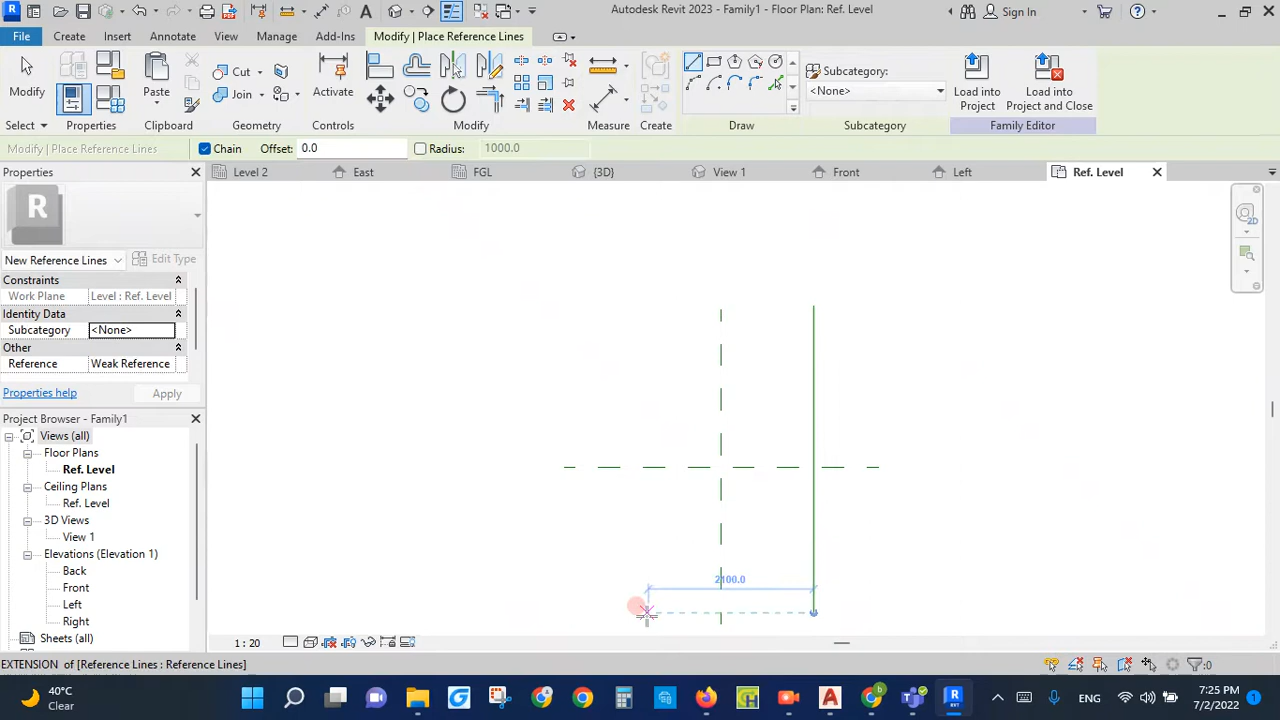 Autodesk Revit 2023 - Family1 - Floor Plan: Ref. Level
Sign In
File Create Insert Annotate View Manage Add-Ins Modify | Place Reference Lines
Modify
Paste
Cut
Join
Activate
Create
Subcategory:
<None>
Load into
Project
Load into
Project and Close
Select Properties Clipboard Geometry Controls Modify Measure Create Draw Subcategory Family Editor
Modify | Place Reference Lines Chain Offset: 0.0 Radius: 1000.0
Properties
Level 2 East FGL {3D} View 1 Front Left Ref. Level
R
New Reference Lines Edit Type
Constraints
Work Plane Level : Ref. Level
Identity Data
Subcategory <None>
Other
Reference Weak Reference
Properties help Apply
Project Browser - Family1
Views (all)
Floor Plans
Ref. Level
Ceiling Plans
Ref. Level
3D Views
View 1
Elevations (Elevation 1)
Back
Front
Left
Right
Sheets (all)
2100.0
2D
1 : 20
EXTENSION of [Reference Lines : Reference Lines]
:0
40°C
Clear
ENG
7:25 PM
7/2/2022